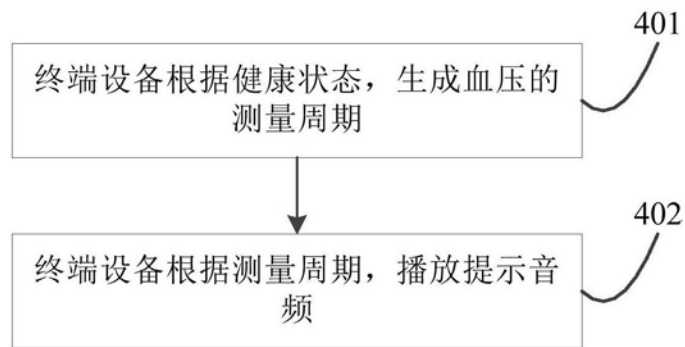 401
终端设备根据健康状态，生成血压的
测量周期
402
终端设备根据测量周期，播放提示音
频